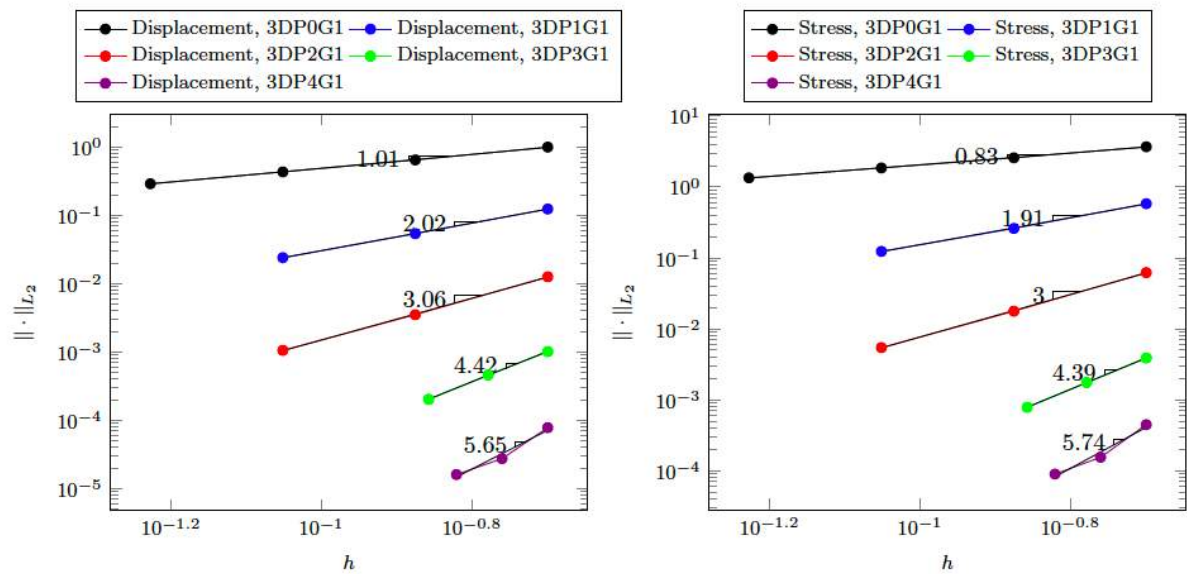 Displacement, 3DP0G1 Displacement, 3DP1G1
Displacement, 3DP2G1 Displacement, 3DP3G1
Displacement, 3DP4G1
10^0
10^{-1}
10^{-2}
10^{-3}
10^{-4}
10^{-5}
|| · ||_{L_2}
1.01
2.02
3.06
4.42
5.65
10^{-1.2} 10^{-1} 10^{-0.8}
h
Stress, 3DP0G1 Stress, 3DP1G1
Stress, 3DP2G1 Stress, 3DP3G1
Stress, 3DP4G1
10^1
10^0
10^{-1}
10^{-2}
10^{-3}
10^{-4}
|| · ||_{L_2}
0.83
1.91
3
4.39
5.74
10^{-1.2} 10^{-1} 10^{-0.8}
h